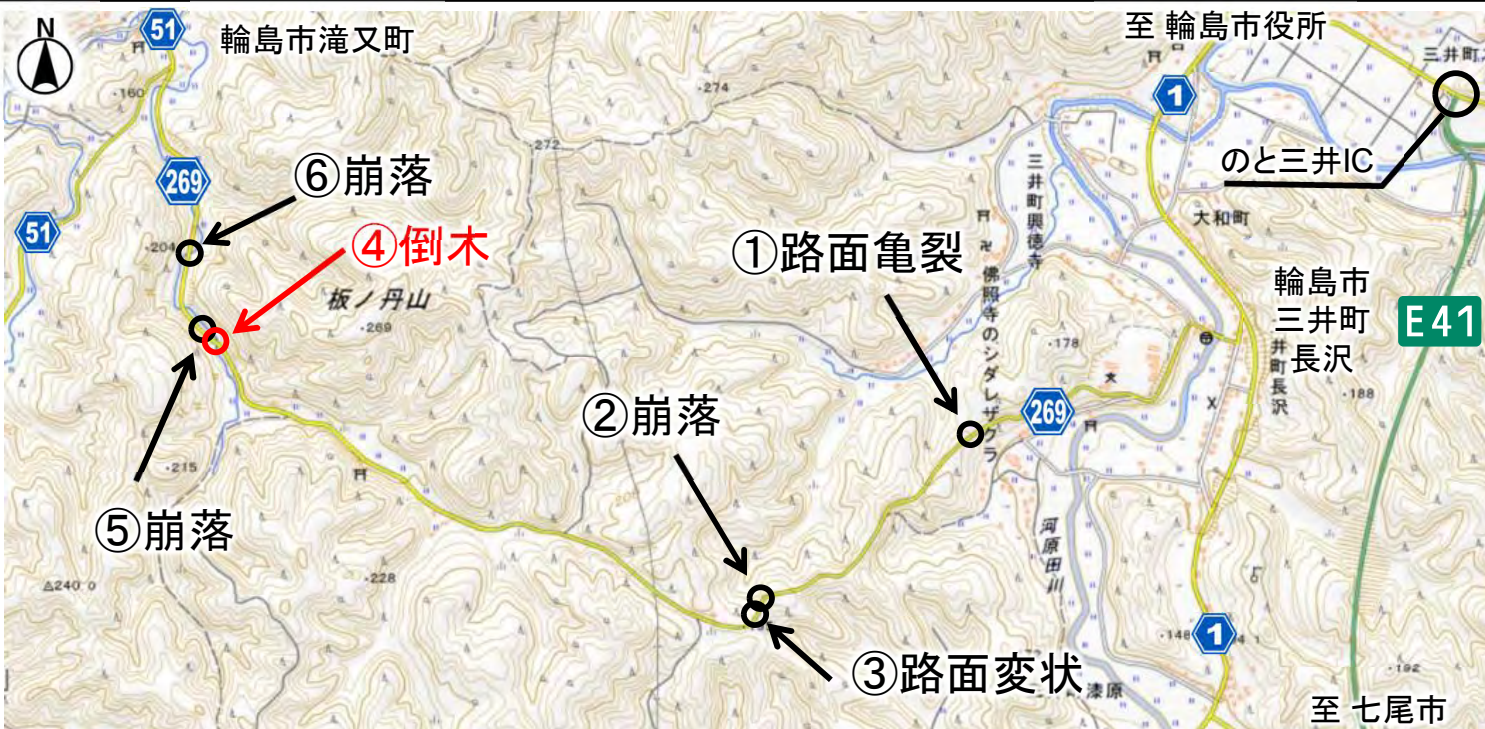 N
51
輪島市滝又町
至 輪島市役所
三井町
・160
・274
1
のと三井IC
・272
269
⑥崩落
51
・204
④倒木
板ノ丹山
・269
①路面亀裂
三井町興徳寺
佛照寺のシダレザクラ
大和町
輪島市
三井町
長沢
井町長沢
E41
・178
・188
269
②崩落
・215
⑤崩落
河原田川
△240.0
・228
③路面変状
・148
1
・192
漆原
至 七尾市